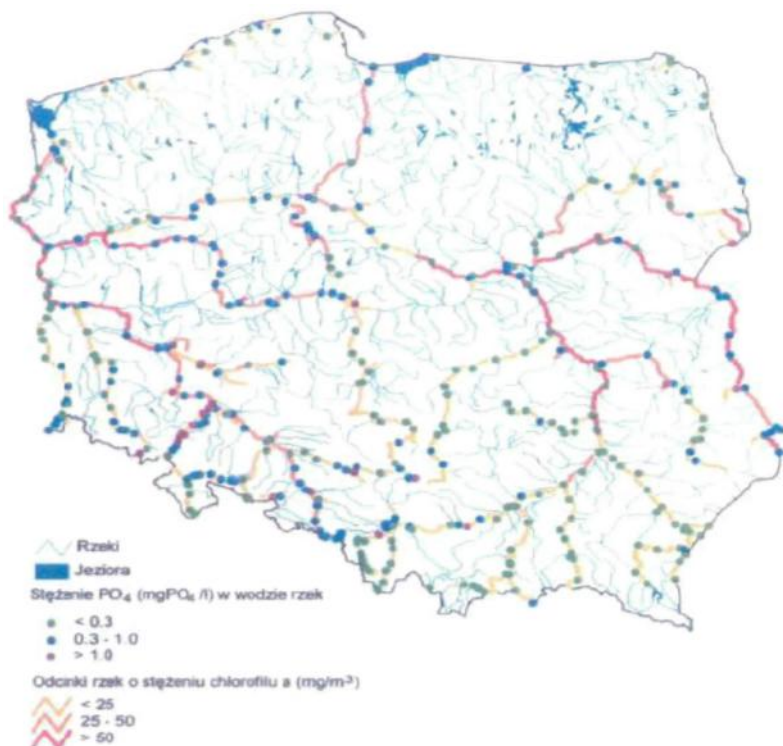 Rzeki
Jeziora
Stężenie PO₄ (mgPO₄ /l) w wodzie rzek
< 0.3
0.3 - 1.0
> 1.0
Odcinki rzek o stężeniu chlorofilu a (mg/m³)
< 25
25 - 50
> 50